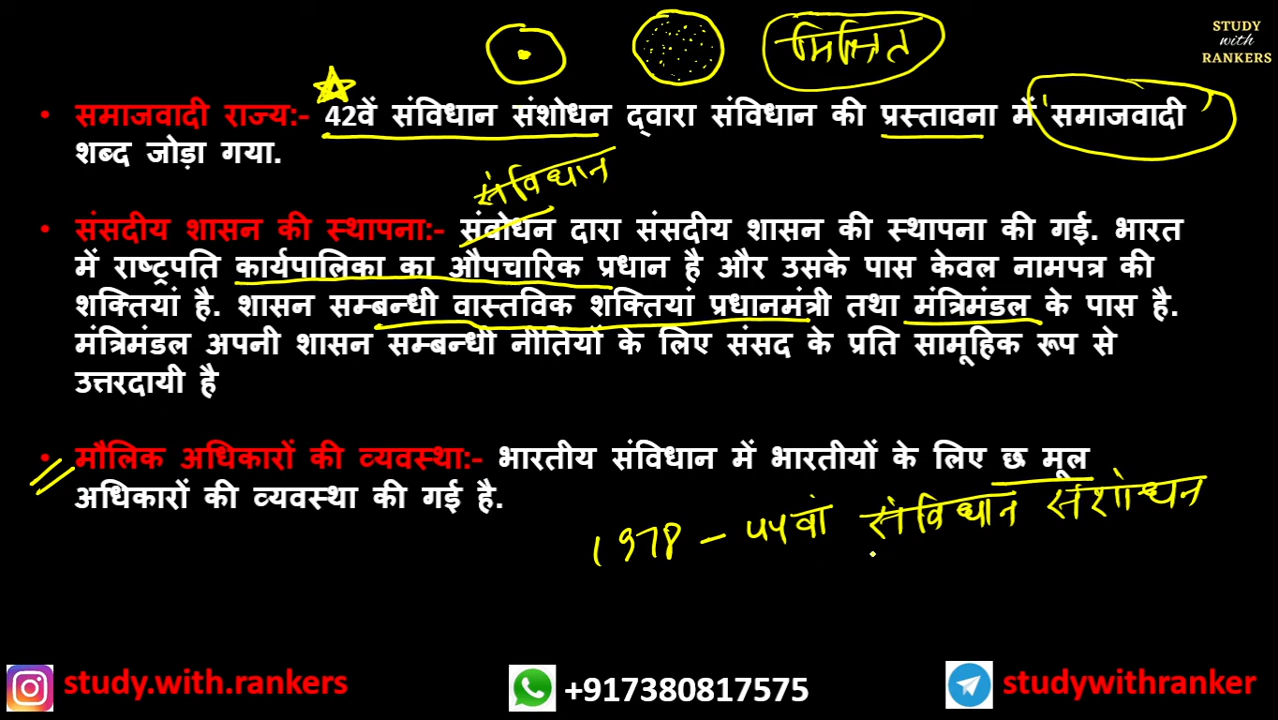 STUDY
with
RANKERS
मिश्रित
• समाजवादी राज्य:- 42वें संविधान संशोधन द्वारा संविधान की प्रस्तावना में समाजवादी
शब्द जोड़ा गया.
संविधान
• संसदीय शासन की स्थापना:- संवोधन दारा संसदीय शासन की स्थापना की गई. भारत
में राष्ट्रपति कार्यपालिका का औपचारिक प्रधान है और उसके पास केवल नामपत्र की
शक्तियां है. शासन सम्बन्धी वास्तविक शक्तियां प्रधानमंत्री तथा मंत्रिमंडल के पास है.
मंत्रिमंडल अपनी शासन सम्बन्धी नीतियों के लिए संसद के प्रति सामूहिक रूप से
उत्तरदायी है
• मौलिक अधिकारों की व्यवस्था:- भारतीय संविधान में भारतीयों के लिए छ मूल
अधिकारों की व्यवस्था की गई है.
1978 – 44वां संविधान संशोधन
study.with.rankers
+917380817575
studywithranker